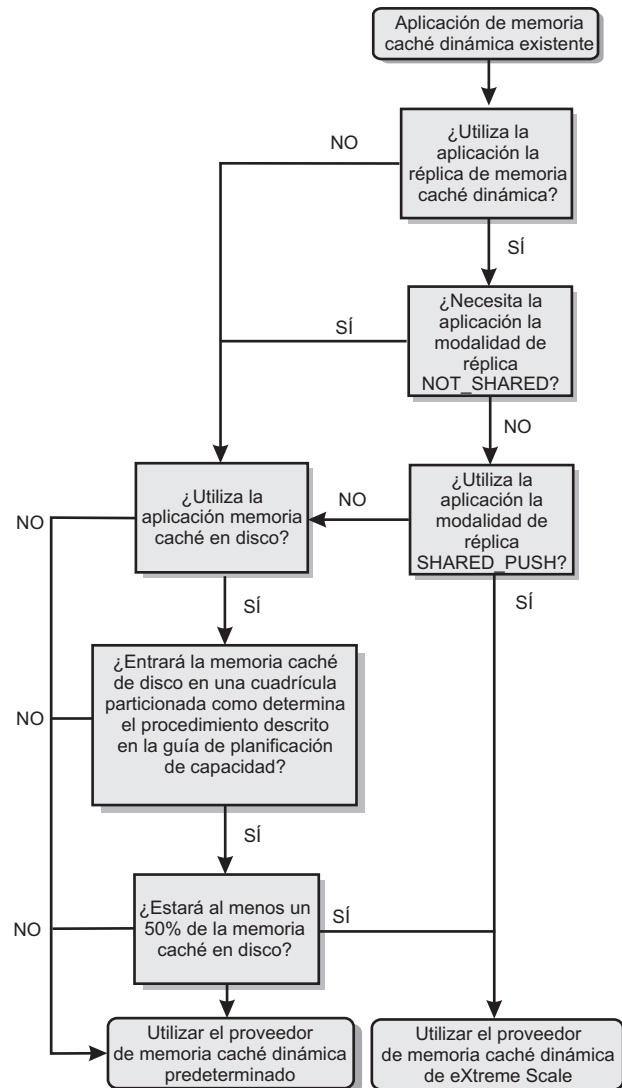 Aplicación de memoria
caché dinámica existente
¿Utiliza la
aplicación la
réplica de memoria
caché dinámica?
NO
SÍ
¿Necesita la
aplicación la
modalidad de
réplica
NOT_SHARED?
SÍ
NO
¿Utiliza la
aplicación la
modalidad de
réplica
SHARED_PUSH?
NO
SÍ
¿Utiliza la
aplicación memoria
caché en disco?
NO
SÍ
¿Entrará la memoria caché
de disco en una cuadrícula
particionada como determina
el procedimiento descrito
en la guía de planificación
de capacidad?
NO
SÍ
¿Estará al menos un
50% de la memoria
caché en disco?
NO
SÍ
Utilizar el proveedor
de memoria caché dinámica
predeterminado
Utilizar el proveedor
de memoria caché dinámica
de eXtreme Scale